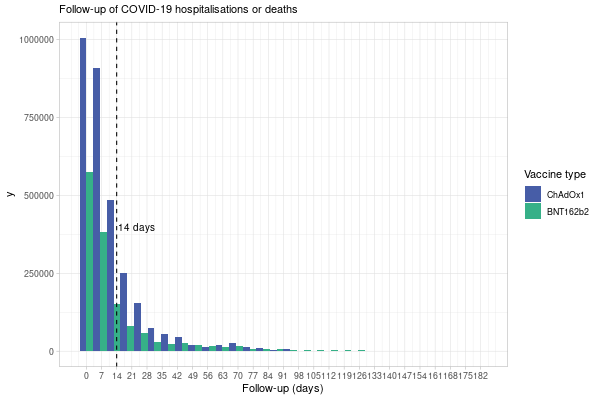 Follow-up of COVID-19 hospitalisations or deaths
1000000
750000
500000
250000
0
y
14 days
0 7 14 21 28 35 42 49 56 63 70 77 84 91 98 105 112 119 126 133 140 147 154 161 168 175 182
Follow-up (days)
Vaccine type
ChAdOx1
BNT162b2